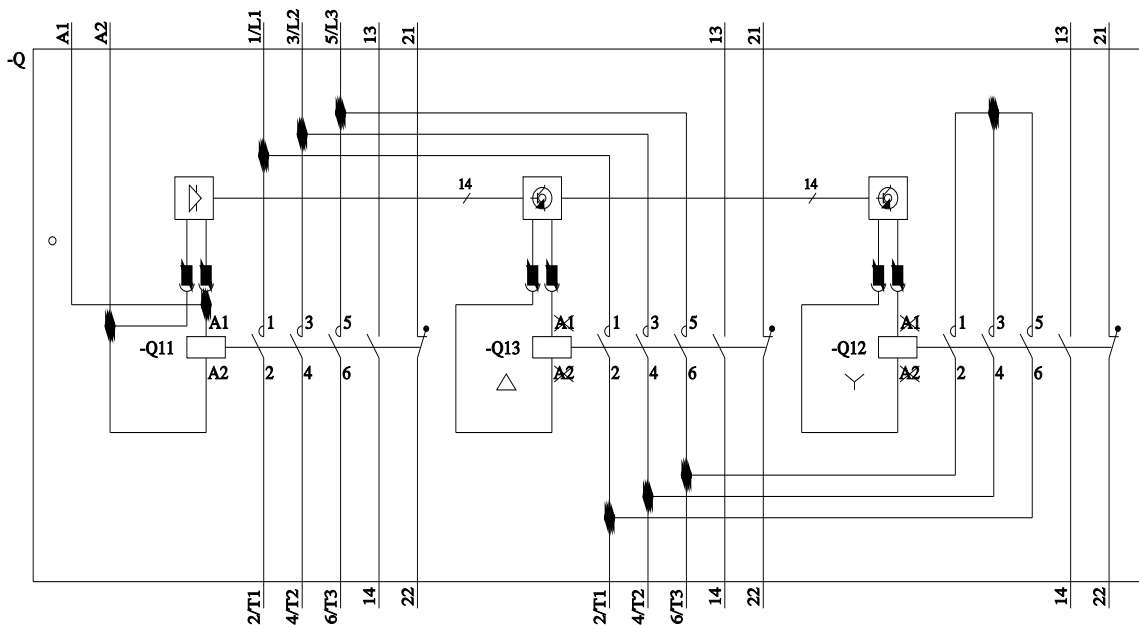 A1 A2 1/L1 3/L2 5/L3 13 21 13 21 13 21
-Q
14 14
A1 1 3 5 A1 1 3 5 A1 1 3 5
-Q11 -Q13 -Q12
A2 2 4 6 A2 2 4 6 A2 2 4 6
2/T1 4/T2 6/T3 14 22 2/T1 4/T2 6/T3 14 22 14 22